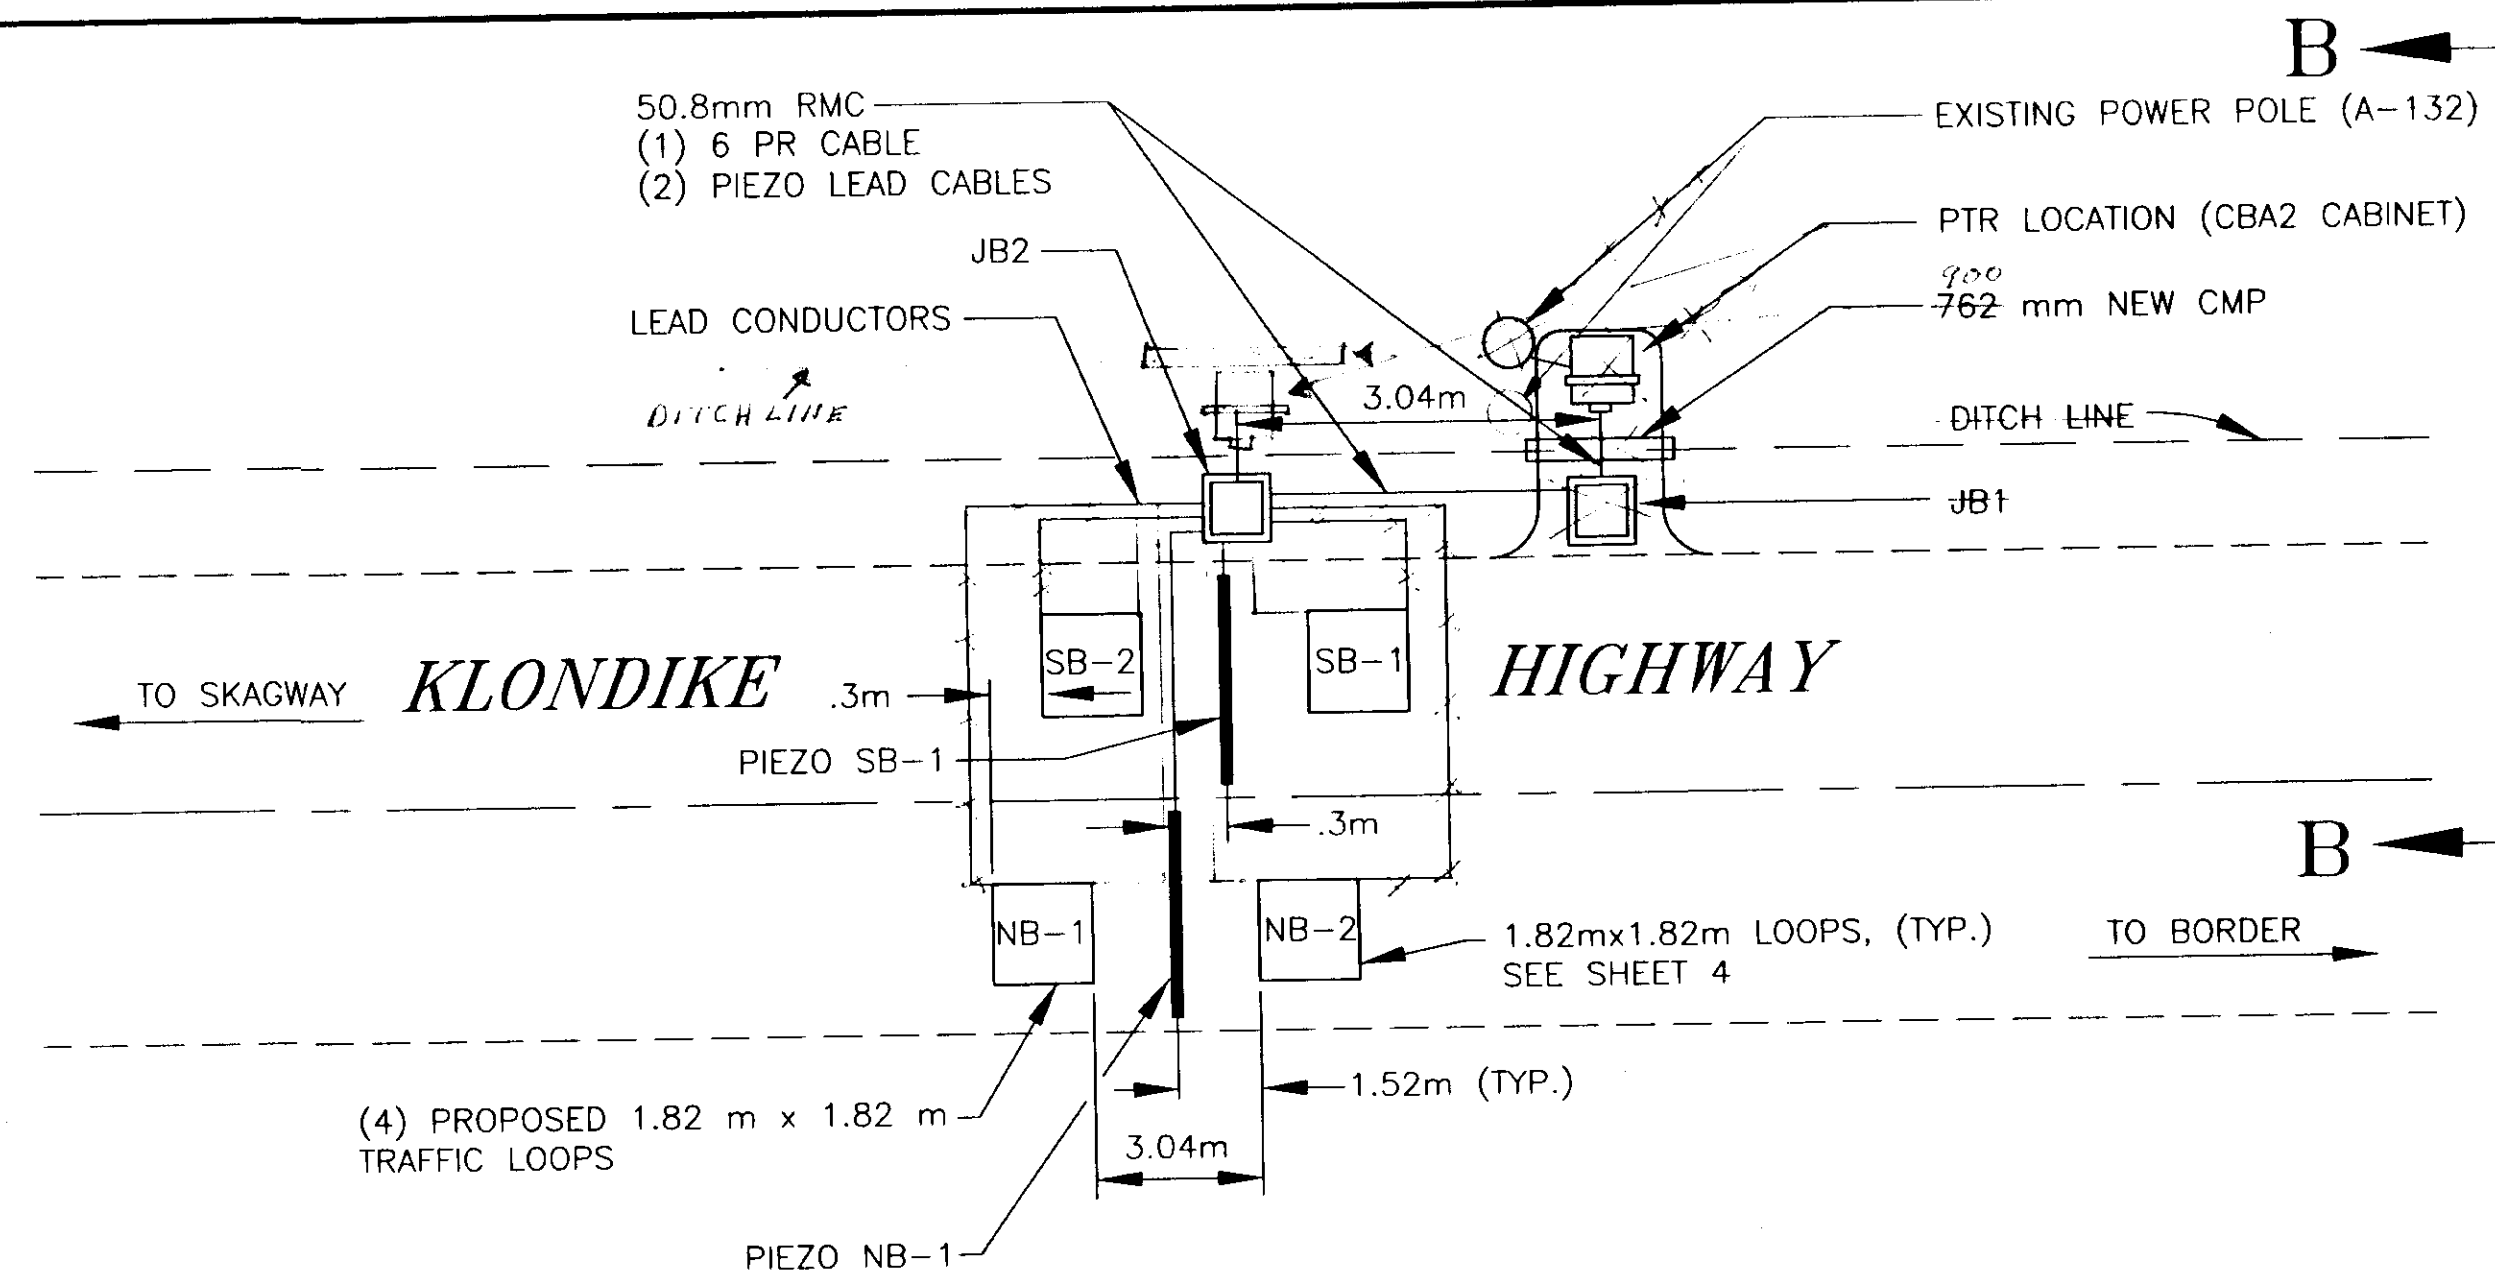 B
50.8mm RMC
(1) 6 PR CABLE
(2) PIEZO LEAD CABLES
EXISTING POWER POLE (A-132)
JB2
PTR LOCATION (CBA2 CABINET)
900
762 mm NEW CMP
LEAD CONDUCTORS
DITCH LINE
3.04m
DITCH LINE
JB1
TO SKAGWAY
KLONDIKE
HIGHWAY
.3m
SB-2
SB-1
PIEZO SB-1
.3m
B
NB-1
NB-2
1.82mx1.82m LOOPS, (TYP.)
SEE SHEET 4
TO BORDER
1.52m (TYP.)
(4) PROPOSED 1.82 m x 1.82 m
TRAFFIC LOOPS
3.04m
PIEZO NB-1